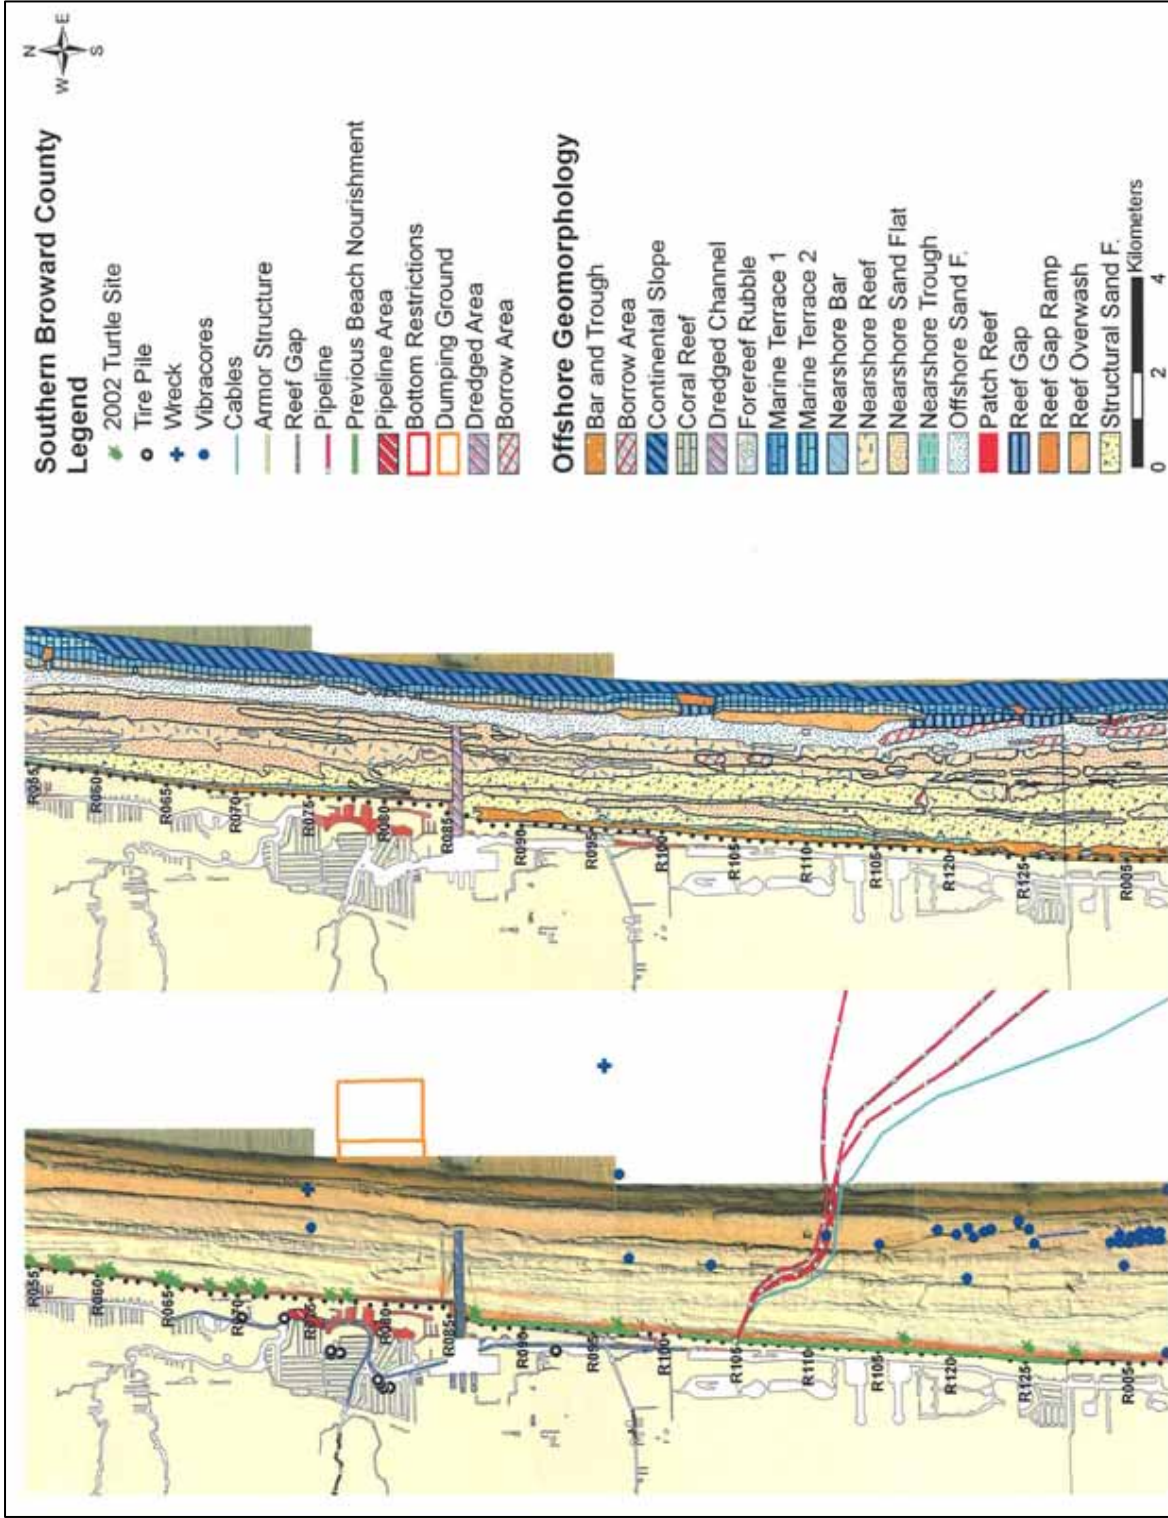 N
W
E
S
Southern Broward County
Legend
2002 Turtle Site
Tire Pile
Wreck
Vibracores
Cables
Armor Structure
Reef Gap
Pipeline
Previous Beach Nourishment
Pipeline Area
Bottom Restrictions
Dumping Ground
Dredged Area
Borrow Area
Offshore Geomorphology
Bar and Trough
Borrow Area
Continental Slope
Coral Reef
Dredged Channel
Forereef Rubble
Marine Terrace 1
Marine Terrace 2
Nearshore Bar
Nearshore Reef
Nearshore Sand Flat
Nearshore Trough
Offshore Sand F.
Patch Reef
Reef Gap
Reef Gap Ramp
Reef Overwash
Structural Sand F.
Kilometers
0 2 4
R055
R060
R065
R070
R075
R080
R085
R090
R095
R100
R105
R110
R105
R120
R125
R005
R055
R060
R065
R070
R075
R080
R085
R095
R095
R100
R105
R110
R105
R120
R125
R005